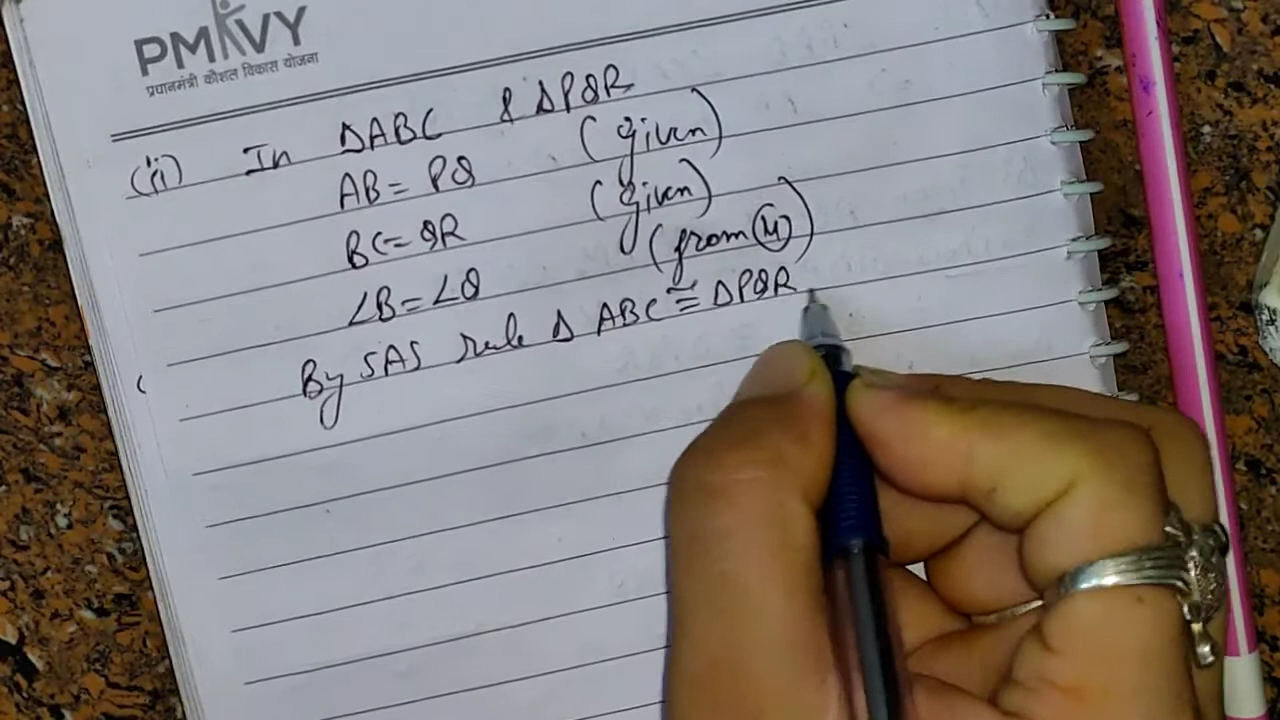 PMKVY
प्रधानमंत्री कौशल विकास योजना
(ii) In ΔABC & ΔPQR
AB = PQ (given)
BC = QR (given)
∠B = ∠Q (from (4))
By SAS rule Δ ABC ≅ ΔPQR